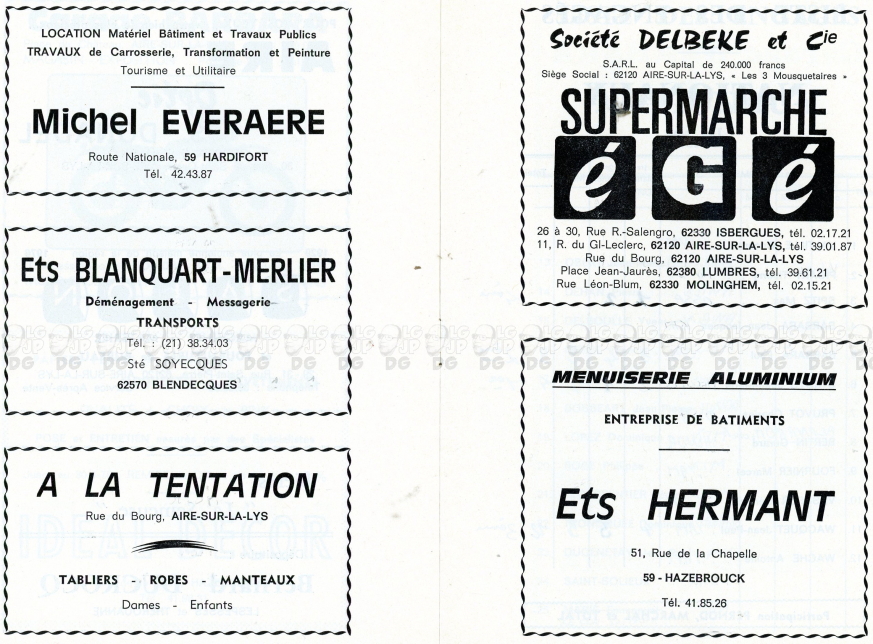 LOCATION Matériel Bâtiment et Travaux Publics
TRAVAUX de Carrosserie, Transformation et Peinture
Tourisme et Utilitaire
Michel EVERAERE
Route Nationale, 59 HARDIFORT
Tél. 42.43.87
Ets BLANQUART-MERLIER
Déménagement - Messagerie
TRANSPORTS
Tél. : (21) 38.34.03
Sté SOYECQUES
62570 BLENDECQUES
A LA TENTATION
Rue du Bourg, AIRE-SUR-LA-LYS
TABLIERS - ROBES - MANTEAUX
Dames - Enfants
Société DELBEKE et Cie
S.A.R.L. au Capital de 240.000 francs
Siège Social : 62120 AIRE-SUR-LA-LYS, « Les 3 Mousquetaires »
SUPERMARCHE
é G é
26 à 30, Rue R.-Salengro, 62330 ISBERGUES, tél. 02.17.21
11, R. du Gl-Leclerc, 62120 AIRE-SUR-LA-LYS, tél. 39.01.87
Rue du Bourg, 62120 AIRE-SUR-LA-LYS
Place Jean-Jaurès, 62380 LUMBRES, tél. 39.61.21
Rue Léon-Blum, 62330 MOLINGHEM, tél. 02.15.21
MENUISERIE ALUMINIUM
ENTREPRISE DE BATIMENTS
Ets HERMANT
51, Rue de la Chapelle
59 - HAZEBROUCK
Tél. 41.85.26